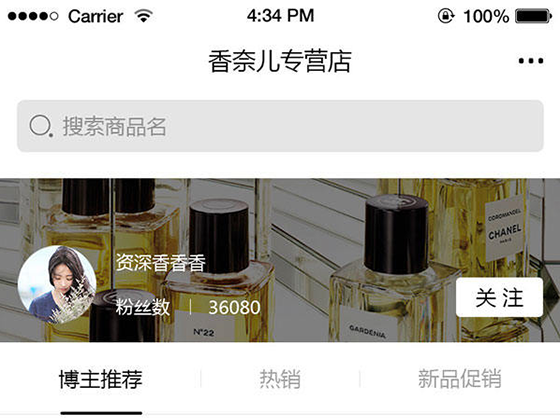 Carrier 4:34 PM 100%
香奈儿专营店
搜索商品名
COROMANDEL
CHANEL
PARIS
资深香香香
粉丝数 | 36080
关注
N°22
GARDENIA
博主推荐 | 热销 | 新品促销